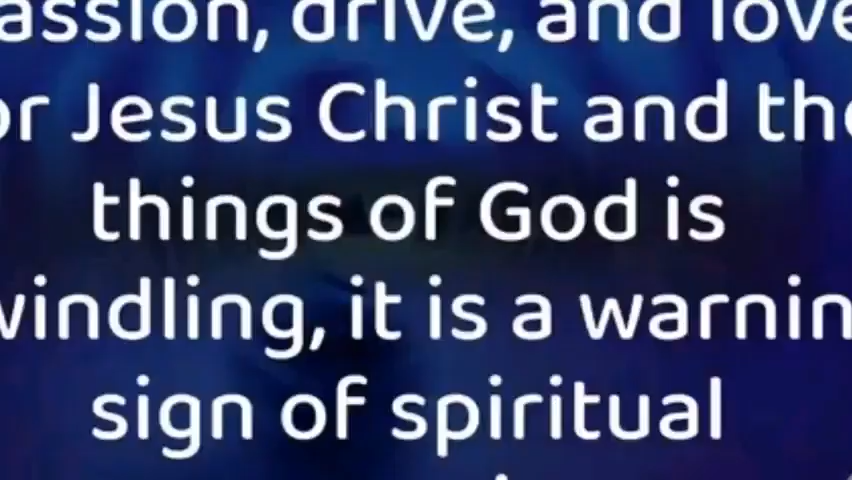 assion, drive, and love
or Jesus Christ and the
things of God is
windling, it is a warnin
sign of spiritual